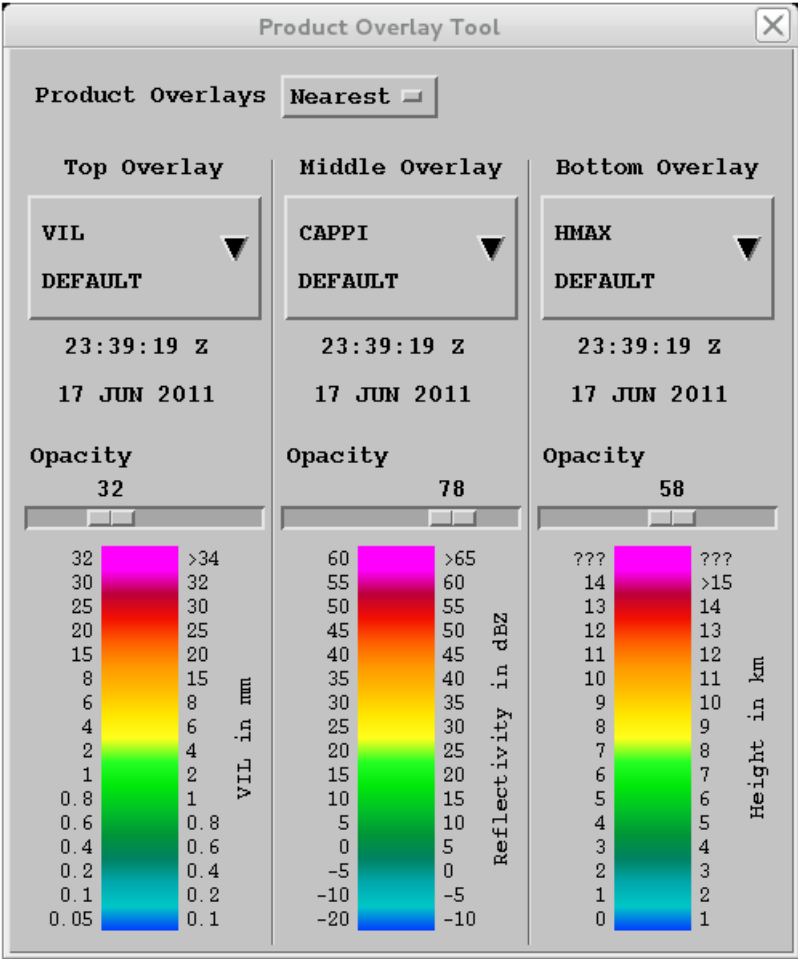 Product Overlay Tool
Product Overlays Nearest
Top Overlay
VIL
DEFAULT
23:39:19 Z
17 JUN 2011
Opacity
32
32 >34
30 32
25 30
20 25
15 20
8 15
6 8
4 6
2 4
1 2
0.8 1
0.6 0.8
0.4 0.6
0.2 0.4
0.1 0.2
0.05 0.1
VIL in mm
Middle Overlay
CAPPI
DEFAULT
23:39:19 Z
17 JUN 2011
Opacity
78
60 >65
55 60
50 55
45 50
40 45
35 40
30 35
25 30
20 25
15 20
10 15
5 10
0 5
-5 0
-10 -5
-20 -10
Reflectivity in dBZ
Bottom Overlay
HMAX
DEFAULT
23:39:19 Z
17 JUN 2011
Opacity
58
??? ???
14 >15
13 14
12 13
11 12
10 11
9 10
8 9
7 8
6 7
5 6
4 5
3 4
2 3
1 2
0 1
Height in km